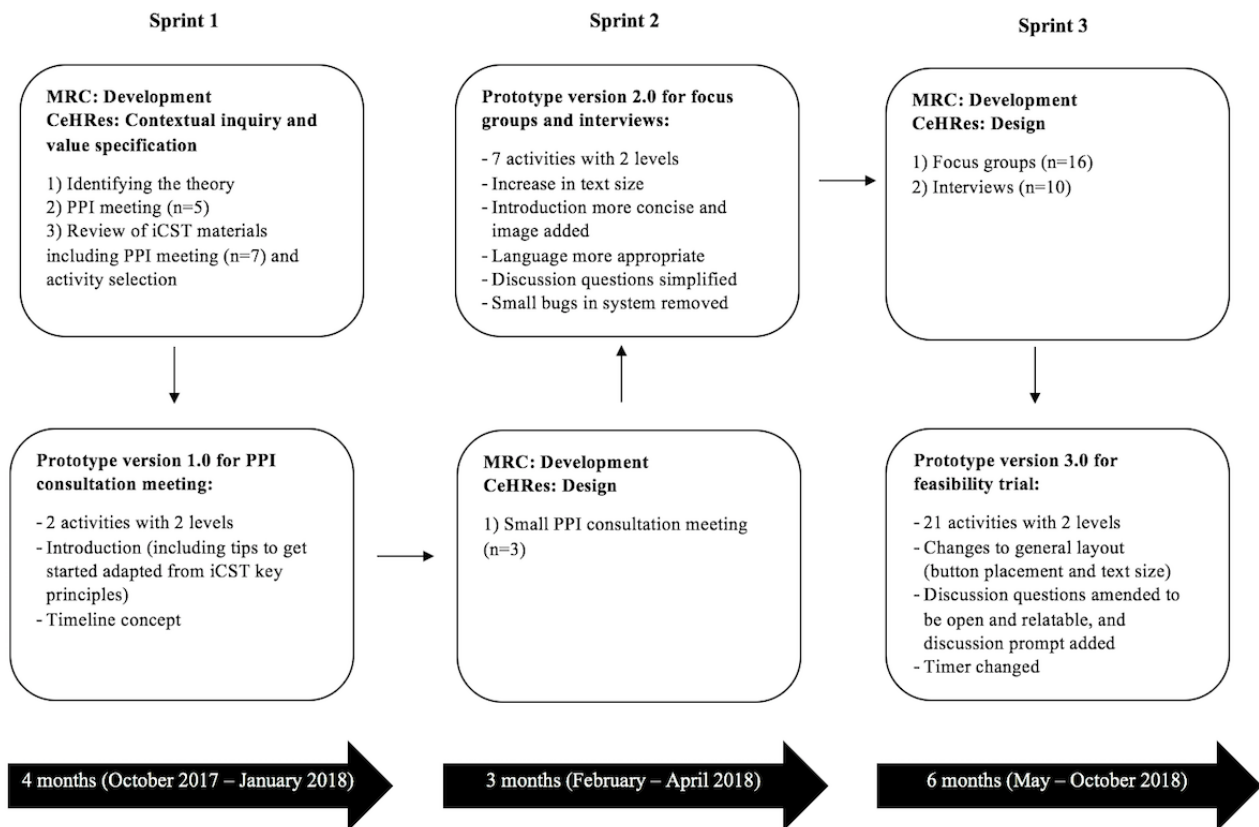 Sprint 1
MRC: Development
CeHRes: Contextual inquiry and
value specification
1) Identifying the theory
2) PPI meeting (n=5)
3) Review of iCST materials
including PPI meeting (n=7) and
activity selection
Prototype version 1.0 for PPI
consultation meeting:
- 2 activities with 2 levels
- Introduction (including tips to get
started adapted from iCST key
principles)
- Timeline concept
4 months (October 2017 – January 2018)
Sprint 2
Prototype version 2.0 for focus
groups and interviews:
- 7 activities with 2 levels
- Increase in text size
- Introduction more concise and
image added
- Language more appropriate
- Discussion questions simplified
- Small bugs in system removed
MRC: Development
CeHRes: Design
1) Small PPI consultation meeting
(n=3)
3 months (February – April 2018)
Sprint 3
MRC: Development
CeHRes: Design
1) Focus groups (n=16)
2) Interviews (n=10)
Prototype version 3.0 for
feasibility trial:
- 21 activities with 2 levels
- Changes to general layout
(button placement and text size)
- Discussion questions amended to
be open and relatable, and
discussion prompt added
- Timer changed
6 months (May – October 2018)